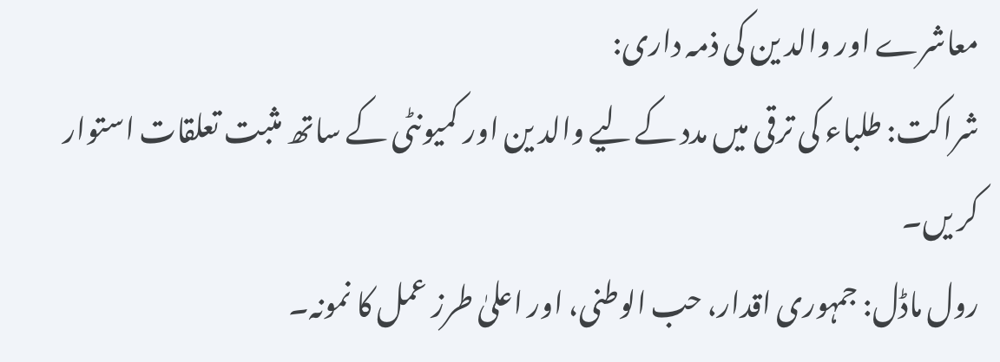 معاشرے اور والدین کی ذمہ داری:
شراکت: طلباء کی ترقی میں مدد کے لیے والدین اور کمیونٹی کے ساتھ مثبت تعلقات استوار
کریں۔
رول ماڈل: جمہوری اقدار، حب الوطنی، اور اعلیٰ طرز عمل کا نمونہ۔